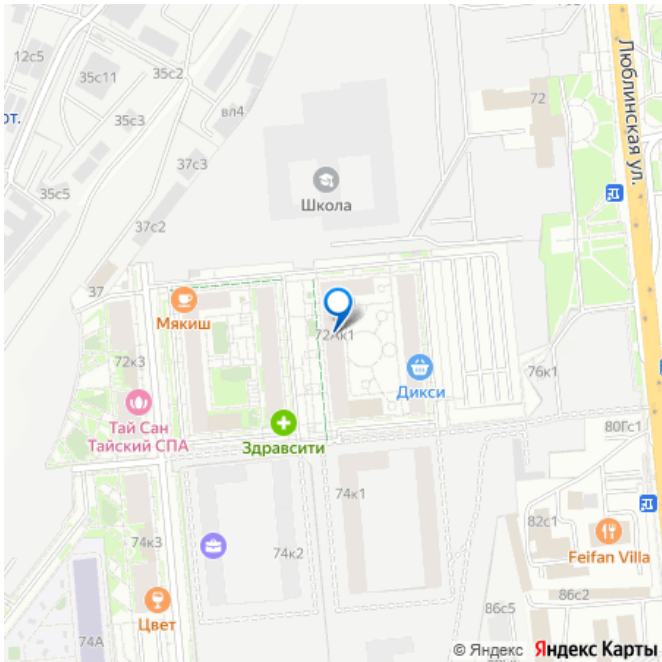 12с5
35с11
35с2
от.
35с3
вл4
72
Люблинская ул.
37с3
35с5
Школа
37с2
37
Мякиш
72Ак1
72к3
76к1
Дикси
Тай Сан
Тайский СПА
Здравсити
80Гс1
74к1
82с1
74к3
74к2
Feifan Villa
86с2
86с5
Цвет
74А
© Яндекс Яндекс Карты